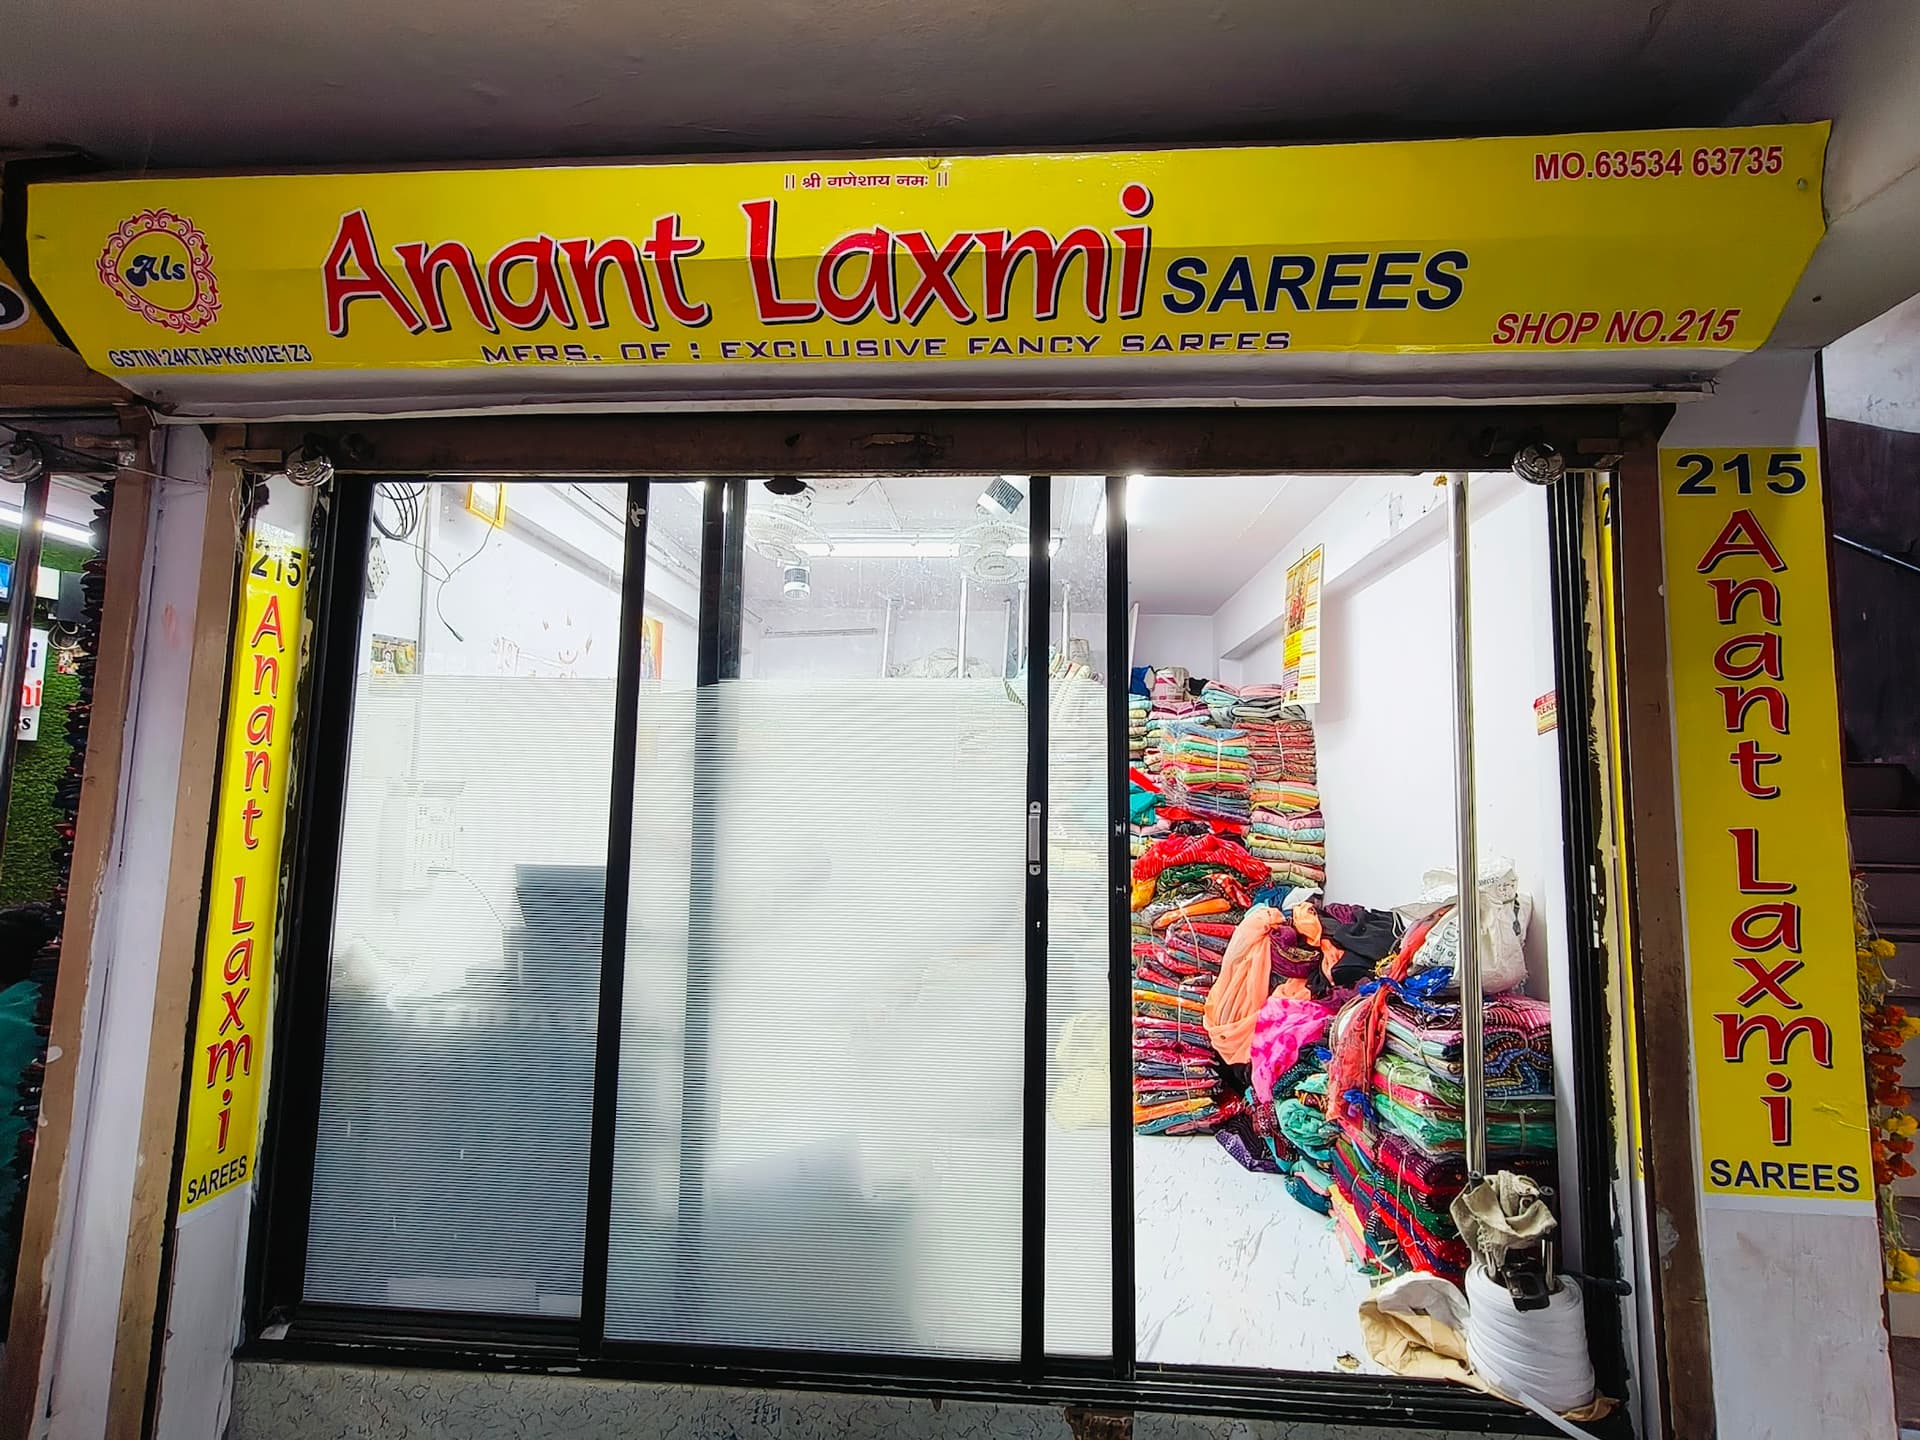 || श्री गणेशाय नमः ||
MO.63534 63735
Als
Anant Laxmi SAREES
GSTIN:24KTAPK6102E1Z3
MFRS. OF : EXCLUSIVE FANCY SAREES
SHOP NO.215
215
Anant Laxmi
SAREES
215
Anant Laxmi
SAREES